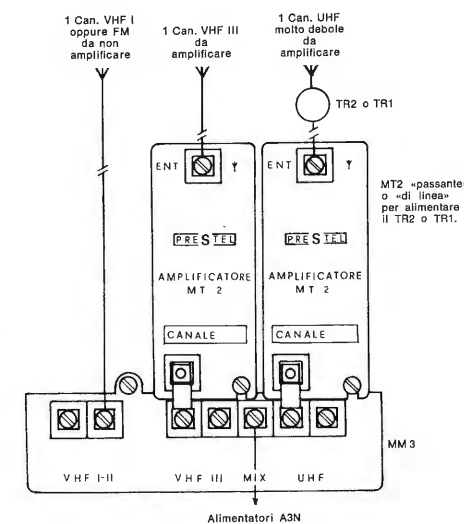 1 Can. VHF I
oppure FM
da non
amplificare
1 Can. VHF III
da
amplificare
1 Can. UHF
molto debole
da
amplificare
TR2 o TR1
ENT
ENT
MT2 «passante»
o «di linea»
per alimentare
il TR2 o TR1.
PRESTEL
PRESTEL
AMPLIFICATORE
MT 2
AMPLIFICATORE
MT 2
CANALE
CANALE
MM3
VHF I-II
VHF III
MIX
UHF
Alimentatori A3N